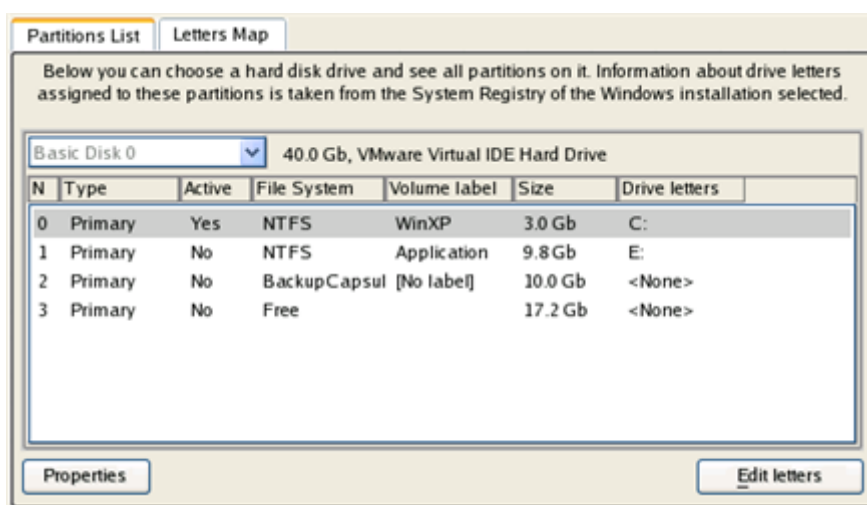 Partitions List Letters Map
Below you can choose a hard disk drive and see all partitions on it. Information about drive letters
assigned to these partitions is taken from the System Registry of the Windows installation selected.
Basic Disk 0 40.0 Gb, VMware Virtual IDE Hard Drive
N Type Active File System Volume label Size Drive letters
0 Primary Yes NTFS WinXP 3.0 Gb C:
1 Primary No NTFS Application 9.8 Gb E:
2 Primary No BackupCapsul [No label] 10.0 Gb <None>
3 Primary No Free 17.2 Gb <None>
Properties Edit letters